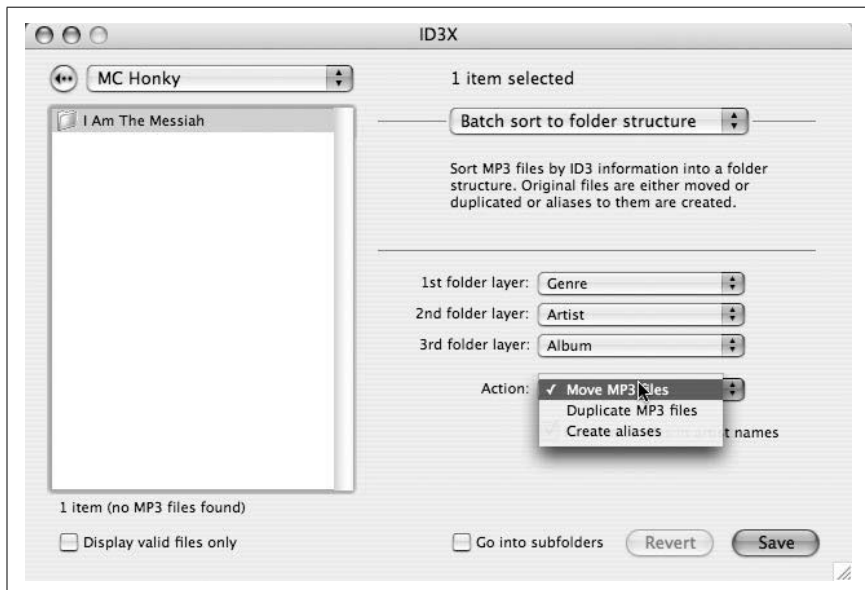 ID3X
MC Honky
1 item selected
I Am The Messiah
Batch sort to folder structure
Sort MP3 files by ID3 information into a folder
structure. Original files are either moved or
duplicated or aliases to them are created.
1st folder layer: Genre
2nd folder layer: Artist
3rd folder layer: Album
Action: ✓ Move MP3 files
Duplicate MP3 files
Create aliases
names
1 item (no MP3 files found)
Display valid files only
Go into subfolders
Revert
Save